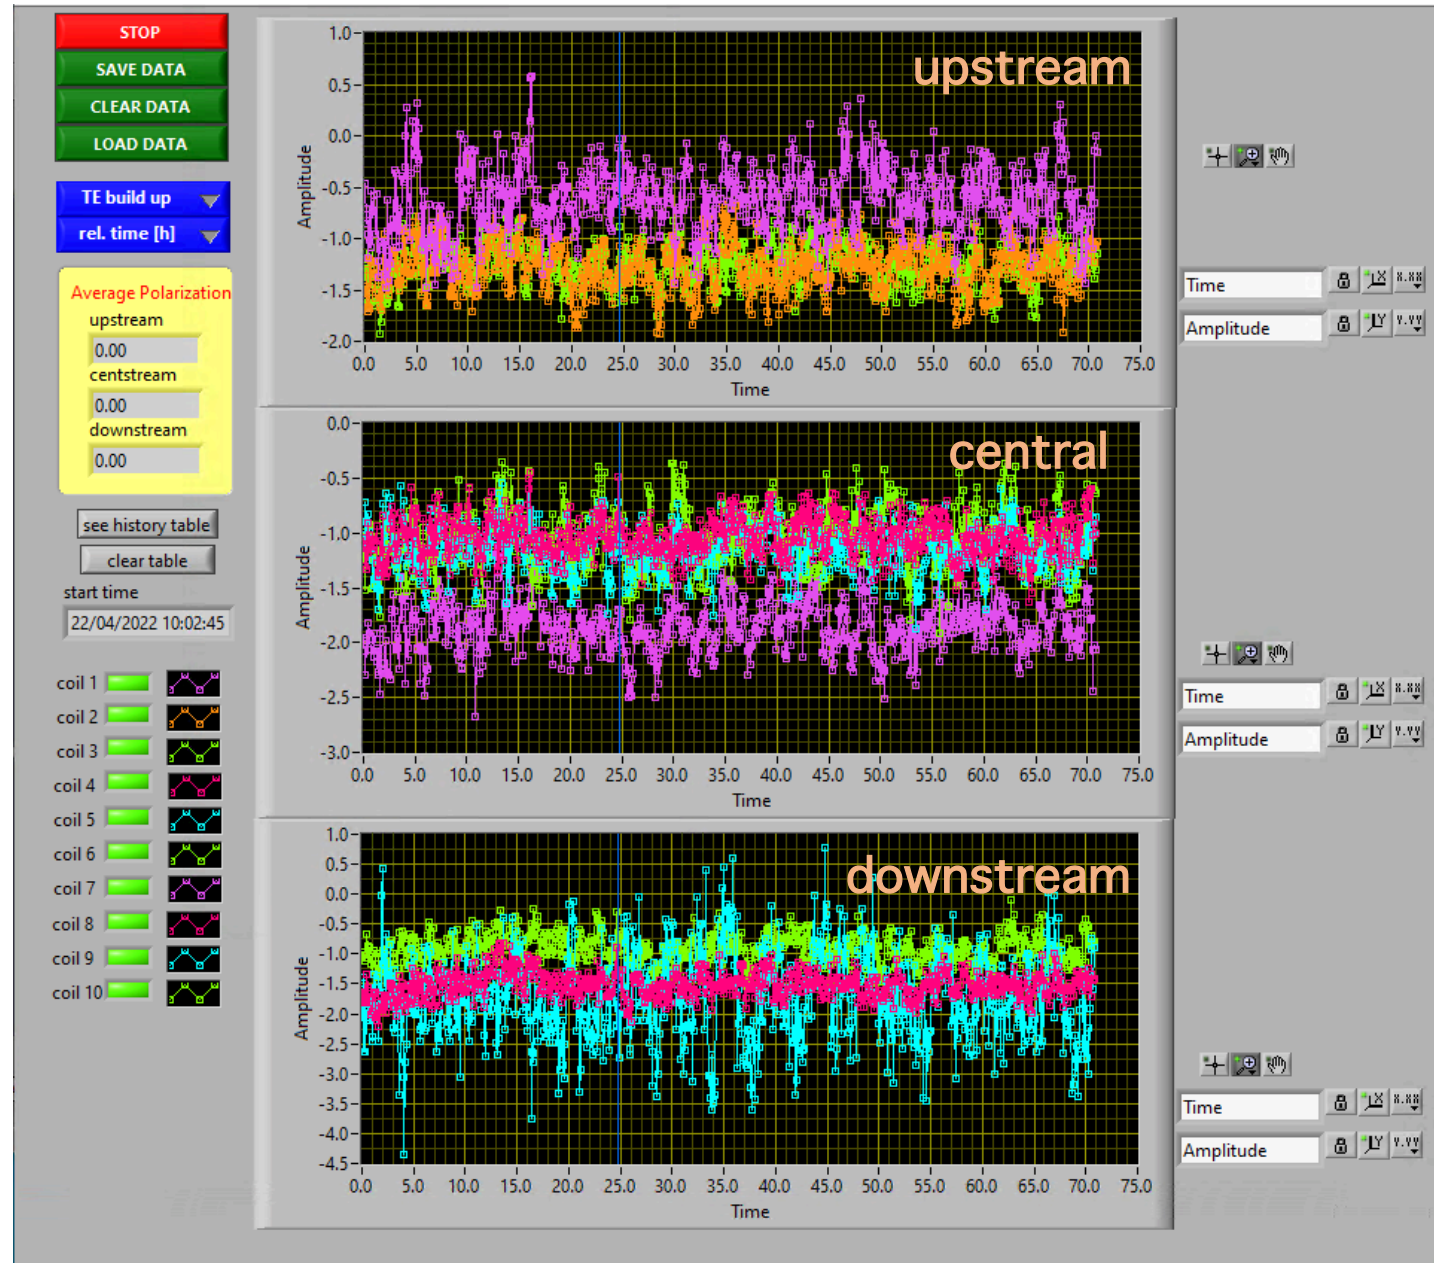 STOP
SAVE DATA
CLEAR DATA
LOAD DATA
TE build up
rel. time [h]
Average Polarization
upstream
0.00
centstream
0.00
downstream
0.00
see history table
clear table
start time
22/04/2022 10:02:45
coil 1
coil 2
coil 3
coil 4
coil 5
coil 6
coil 7
coil 8
coil 9
coil 10
upstream
Amplitude
1.0
0.5
0.0
-0.5
-1.0
-1.5
-2.0
0.0 5.0 10.0 15.0 20.0 25.0 30.0 35.0 40.0 45.0 50.0 55.0 60.0 65.0 70.0 75.0
Time
Time
X.XX
Amplitude
Y.YY
central
Amplitude
0.0
-0.5
-1.0
-1.5
-2.0
-2.5
-3.0
0.0 5.0 10.0 15.0 20.0 25.0 30.0 35.0 40.0 45.0 50.0 55.0 60.0 65.0 70.0 75.0
Time
Time
X.XX
Amplitude
Y.YY
downstream
Amplitude
1.0
0.5
0.0
-0.5
-1.0
-1.5
-2.0
-2.5
-3.0
-3.5
-4.0
-4.5
0.0 5.0 10.0 15.0 20.0 25.0 30.0 35.0 40.0 45.0 50.0 55.0 60.0 65.0 70.0 75.0
Time
Time
X.XX
Amplitude
Y.YY